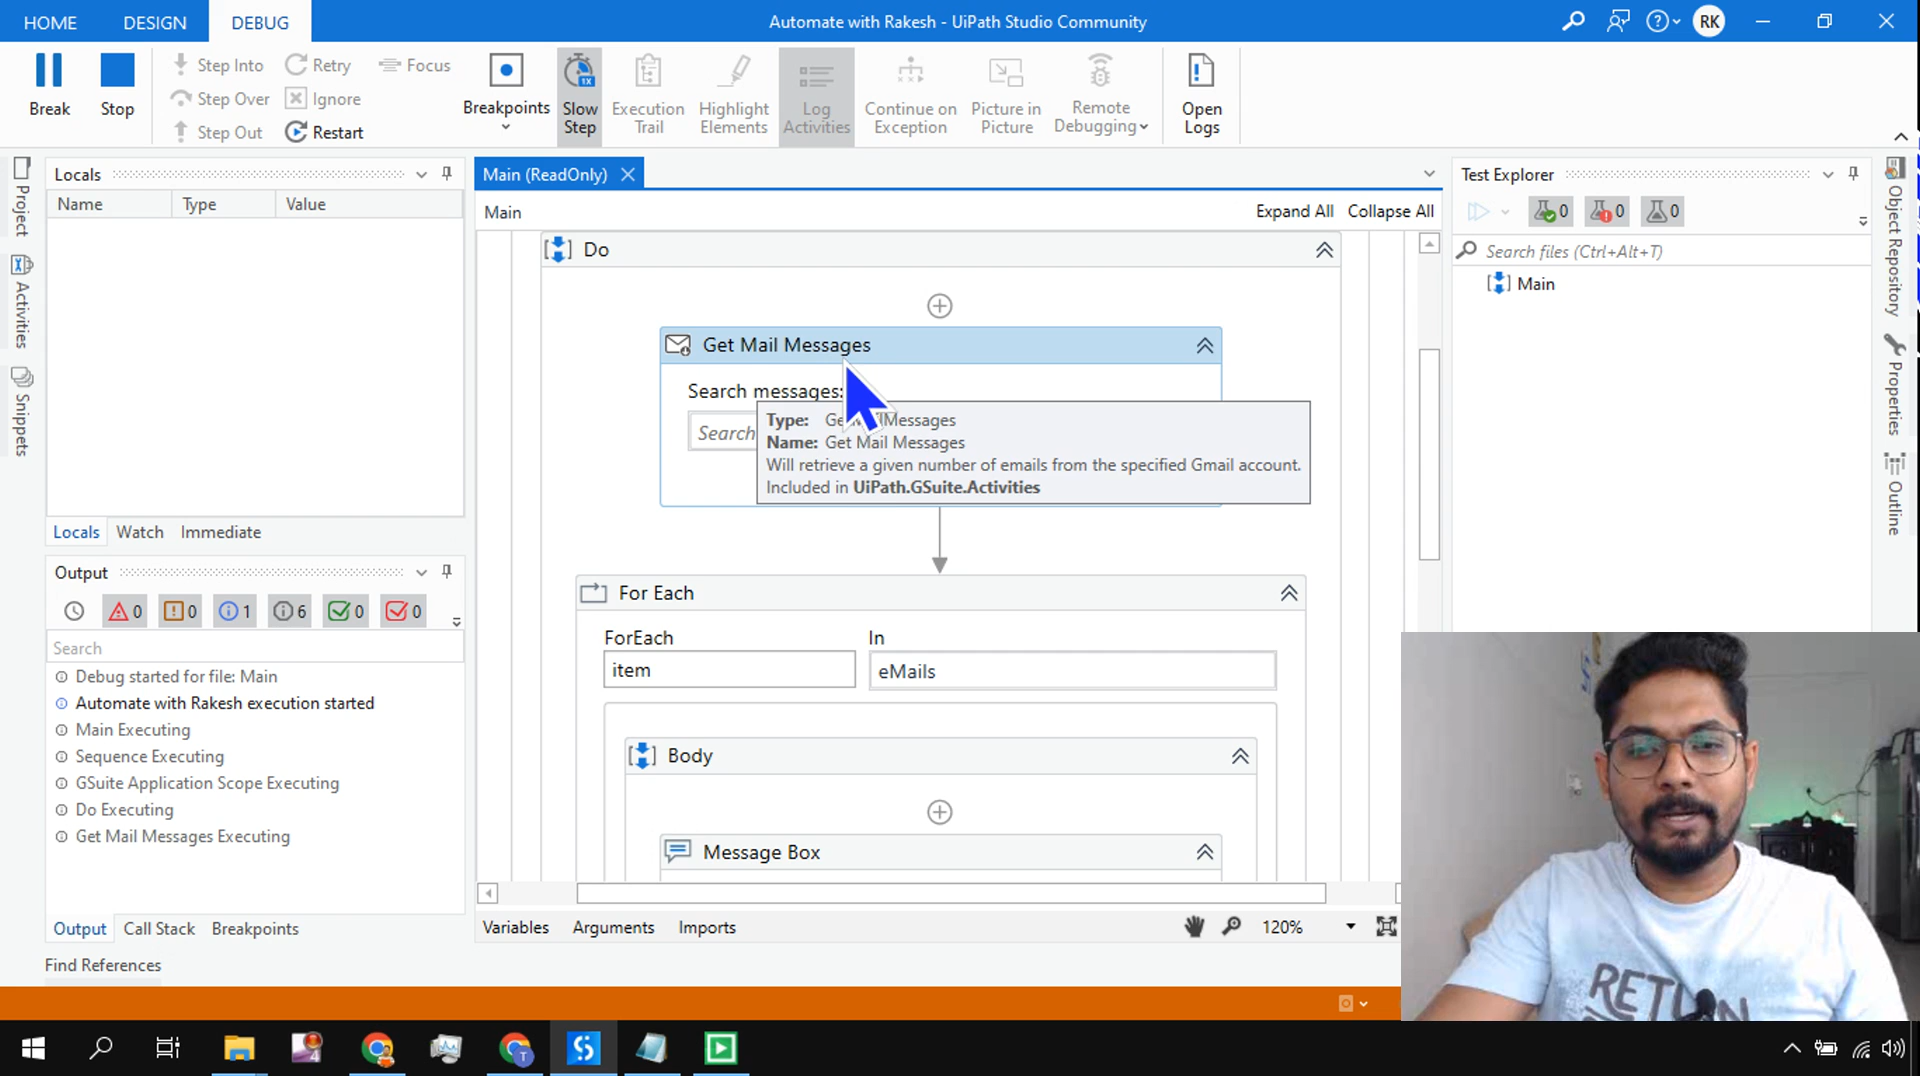 HOME DESIGN DEBUG Automate with Rakesh - UiPath Studio Community RK
Break Stop Step Into Step Over Step Out Retry Ignore Restart Focus Breakpoints Slow Step 1x Execution Trail Highlight Elements Log Activities Continue on Exception Picture in Picture Remote Debugging Open Logs
Project
Activities
Snippets
Locals
Name Type Value
Locals Watch Immediate
Output
0 0 1 6 0 0
Search
Debug started for file: Main
Automate with Rakesh execution started
Main Executing
Sequence Executing
GSuite Application Scope Executing
Do Executing
Get Mail Messages Executing
Output Call Stack Breakpoints
Find References
Main (ReadOnly)
Main Expand All Collapse All
Do
Get Mail Messages
Search messages:
Search
Type: Messages
Name: Get Mail Messages
Will retrieve a given number of emails from the specified Gmail account.
Included in UiPath.GSuite.Activities
For Each
ForEach In
item eMails
Body
Message Box
Variables Arguments Imports 120%
Test Explorer
0 0 0
Search files (Ctrl+Alt+T)
Main
Object Repository
Properties
Outline
4
T